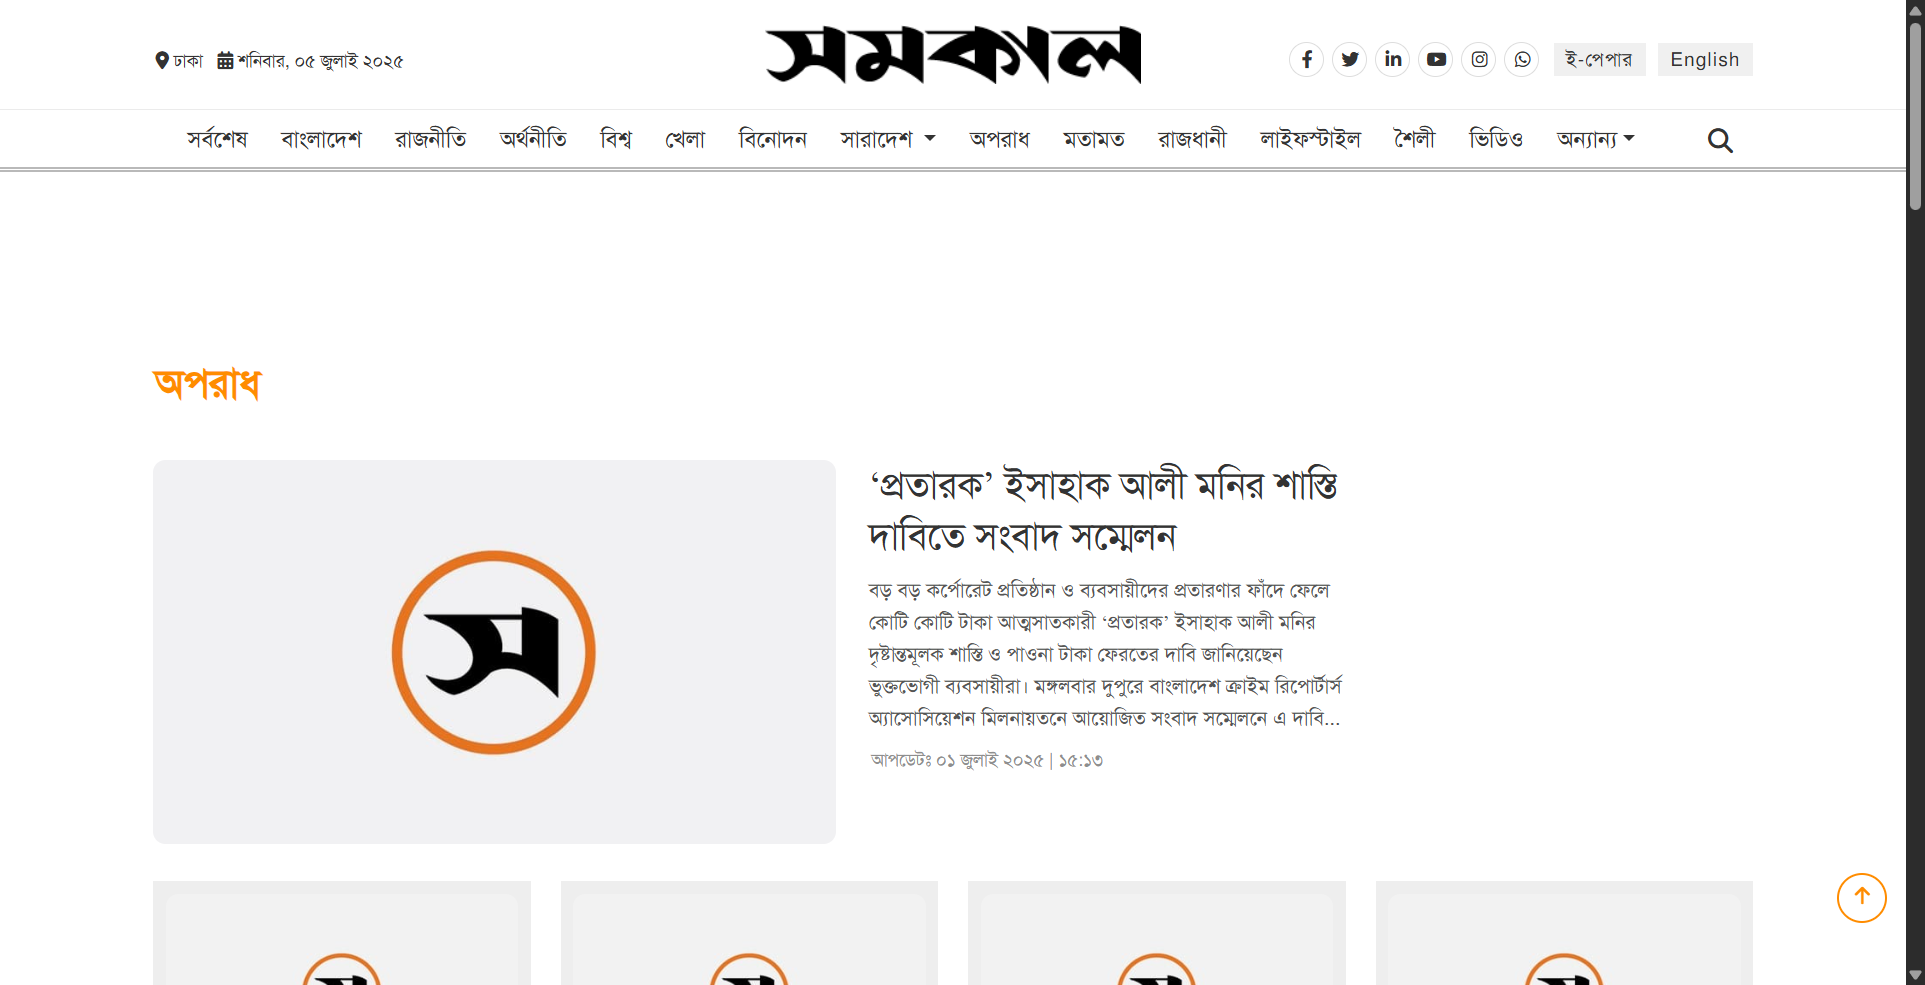 ঢাকা শনিবার, ০৫ জুলাই ২০২৫
সমকাল
ই-পেপার
English
সর্বশেষ বাংলাদেশ রাজনীতি অর্থনীতি বিশ্ব খেলা বিনোদন সারাদেশ অপরাধ মতামত রাজধানী লাইফস্টাইল শৈলী ভিডিও অন্যান্য
অপরাধ
স
‘প্রতারক’ ইসাহাক আলী মনির শাস্তি
দাবিতে সংবাদ সম্মেলন
বড় বড় কর্পোরেট প্রতিষ্ঠান ও ব্যবসায়ীদের প্রতারণার ফাঁদে ফেলে
কোটি কোটি টাকা আত্মসাতকারী ‘প্রতারক’ ইসাহাক আলী মনির
দৃষ্টান্তমূলক শাস্তি ও পাওনা টাকা ফেরতের দাবি জানিয়েছেন
ভুক্তভোগী ব্যবসায়ীরা। মঙ্গলবার দুপুরে বাংলাদেশ ক্রাইম রিপোর্টার্স
অ্যাসোসিয়েশন মিলনায়তনে আয়োজিত সংবাদ সম্মেলনে এ দাবি...
আপডেটঃ ০১ জুলাই ২০২৫ | ১৫:১৩